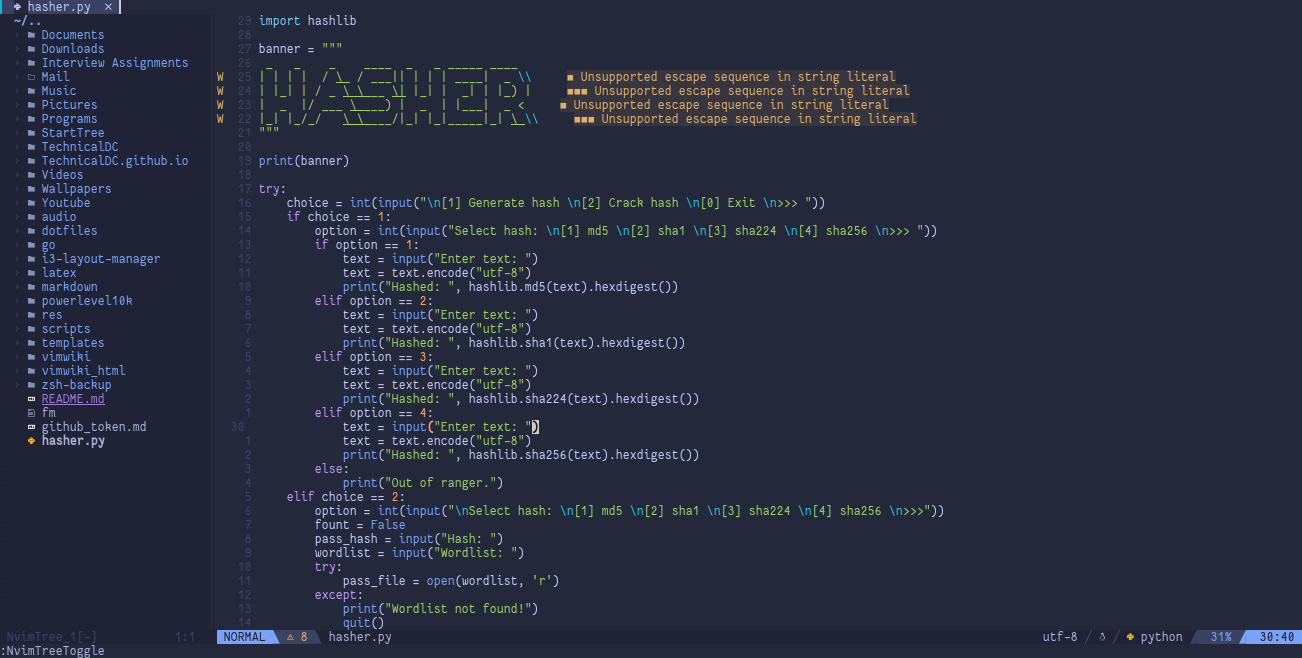 hasher.py ×
~/..
Documents
Downloads
Interview Assignments
Mail
Music
Pictures
Programs
StartTree
TechnicalDC
TechnicalDC.github.io
Videos
Wallpapers
Youtube
audio
dotfiles
go
i3-layout-manager
latex
markdown
powerlevel10k
res
scripts
templates
vimwiki
vimwiki_html
zsh-backup
README.md
fm
github_token.md
hasher.py
NvimTree_1[-] 1:1
29 import hashlib
28
27 banner = """
26  _   _    _    ____  _   _ _____ ____
W 25 | | | |  / \_ / ___|| | | | ____|  _ \\ ■ Unsupported escape sequence in string literal
W 24 | |_| | / _ \_\___ \| |_| |  _| | |_) | ■■■ Unsupported escape sequence in string literal
W 23 |  _  |/ ___ \____) |  _  | |___|  _ < ■ Unsupported escape sequence in string literal
W 22 |_| |_/_/   \_\____/|_| |_|_____|_| \_\\ ■■■ Unsupported escape sequence in string literal
21 """
20
19 print(banner)
18
17 try:
16 choice = int(input("\n[1] Generate hash \n[2] Crack hash \n[0] Exit \n>>> "))
15 if choice == 1:
14 option = int(input("Select hash: \n[1] md5 \n[2] sha1 \n[3] sha224 \n[4] sha256 \n>>> "))
13 if option == 1:
12 text = input("Enter text: ")
11 text = text.encode("utf-8")
10 print("Hashed: ", hashlib.md5(text).hexdigest())
9 elif option == 2:
8 text = input("Enter text: ")
7 text = text.encode("utf-8")
6 print("Hashed: ", hashlib.sha1(text).hexdigest())
5 elif option == 3:
4 text = input("Enter text: ")
3 text = text.encode("utf-8")
2 print("Hashed: ", hashlib.sha224(text).hexdigest())
1 elif option == 4:
30 text = input("Enter text: ")
1 text = text.encode("utf-8")
2 print("Hashed: ", hashlib.sha256(text).hexdigest())
3 else:
4 print("Out of ranger.")
5 elif choice == 2:
6 option = int(input("\nSelect hash: \n[1] md5 \n[2] sha1 \n[3] sha224 \n[4] sha256 \n>>>"))
7 fount = False
8 pass_hash = input("Hash: ")
9 wordlist = input("Wordlist: ")
10 try:
11 pass_file = open(wordlist, 'r')
12 except:
13 print("Wordlist not found!")
14 quit()
NORMAL ⚠ 8 hasher.py utf-8 python 31% 30:40
:NvimTreeToggle